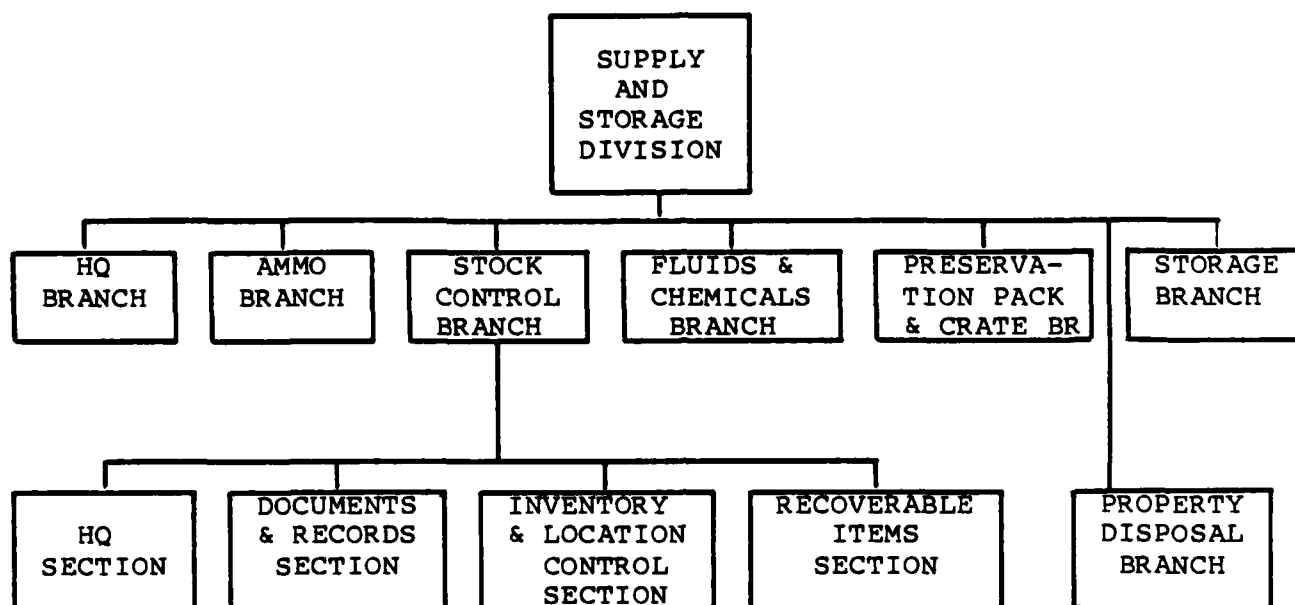 SUPPLY
AND
STORAGE
DIVISION
HQ
BRANCH
AMMO
BRANCH
STOCK
CONTROL
BRANCH
FLUIDS &
CHEMICALS
BRANCH
PRESERVA-
TION PACK
& CRATE BR
STORAGE
BRANCH
HQ
SECTION
DOCUMENTS
& RECORDS
SECTION
INVENTORY
& LOCATION
CONTROL
SECTION
RECOVERABLE
ITEMS
SECTION
PROPERTY
DISPOSAL
BRANCH